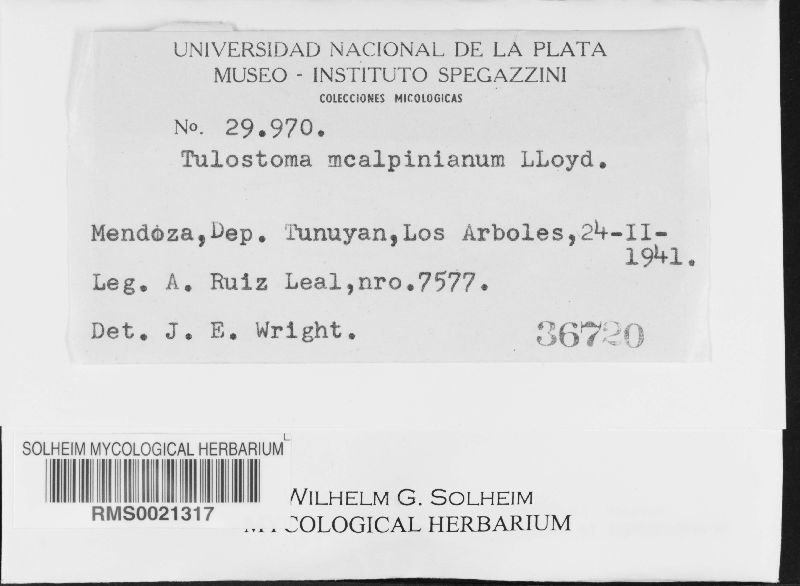 UNIVERSIDAD NACIONAL DE LA PLATA
MUSEO - INSTITUTO SPEGAZZINI
COLECCIONES MICOLOGICAS
No. 29.970.
Tulostoma mcalpinianum LLoyd.
Mendoza,Dep. Tunuyan,Los Arboles,24-II-
1941.
Leg. A. Ruiz Leal,nro.7577.
Det. J. E. Wright.
36720
SOLHEIM MYCOLOGICAL HERBARIUM
RMS0021317
WILHELM G. SOLHEIM
MYCOLOGICAL HERBARIUM